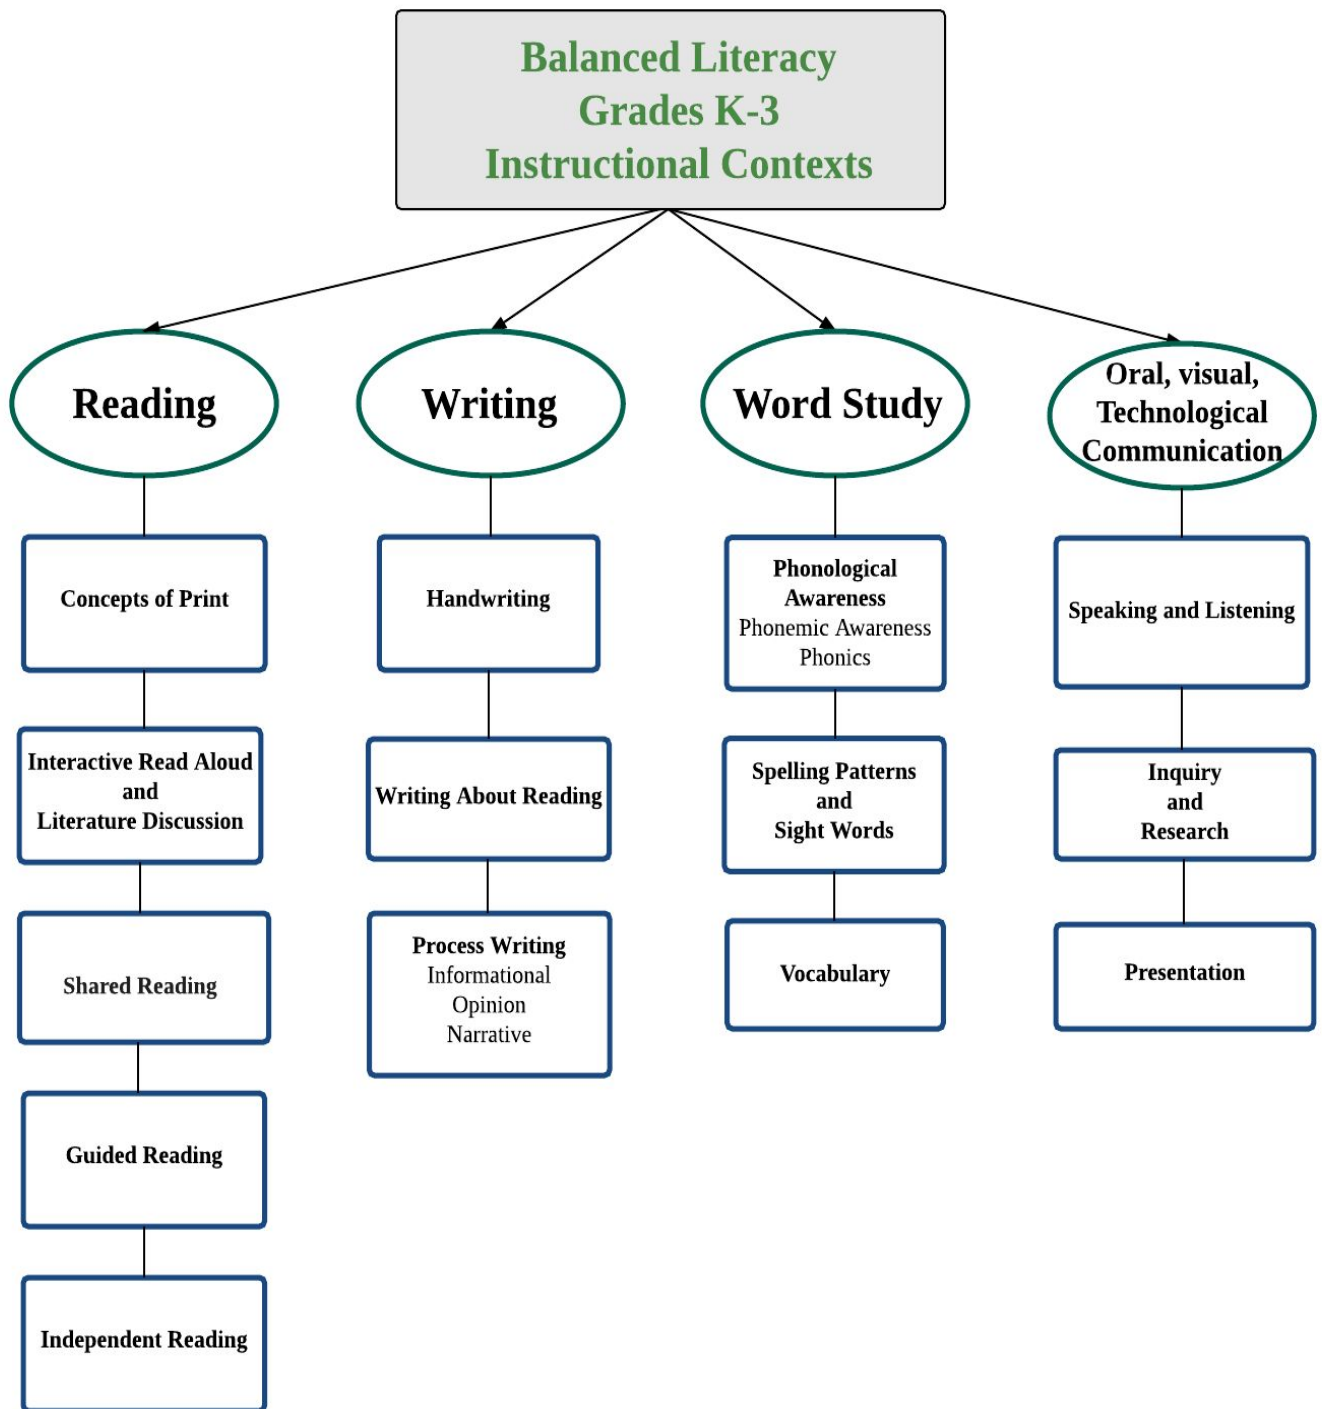 Balanced Literacy
Grades K-3
Instructional Contexts
Reading
Concepts of Print
Interactive Read Aloud
and
Literature Discussion
Shared Reading
Guided Reading
Independent Reading
Writing
Handwriting
Writing About Reading
Process Writing
Informational
Opinion
Narrative
Word Study
Phonological
Awareness
Phonemic Awareness
Phonics
Spelling Patterns
and
Sight Words
Vocabulary
Oral, visual,
Technological
Communication
Speaking and Listening
Inquiry
and
Research
Presentation